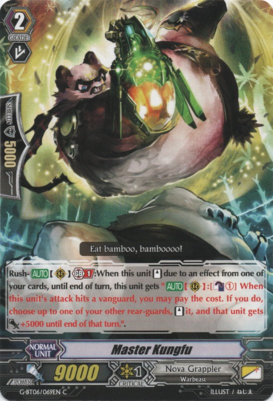 2
5000
Eat bamboo, bamboooo!
Rush-AUTO [ ] [ 1]:When this unit [ ] due to an effect from one of
your cards, until end of turn, this unit gets "AUTO [ ] 1:[ ①] When
this unit's attack hits a vanguard, you may pay the cost. If you do,
choose up to one of your other rear-guards, [ ] it, and that unit gets
+5000 until end of turn.".
NORMAL
UNIT
Master Kungfu
9000
1
CRITICAL
Nova Grappler
Warbeast
G-BT06/069EN C